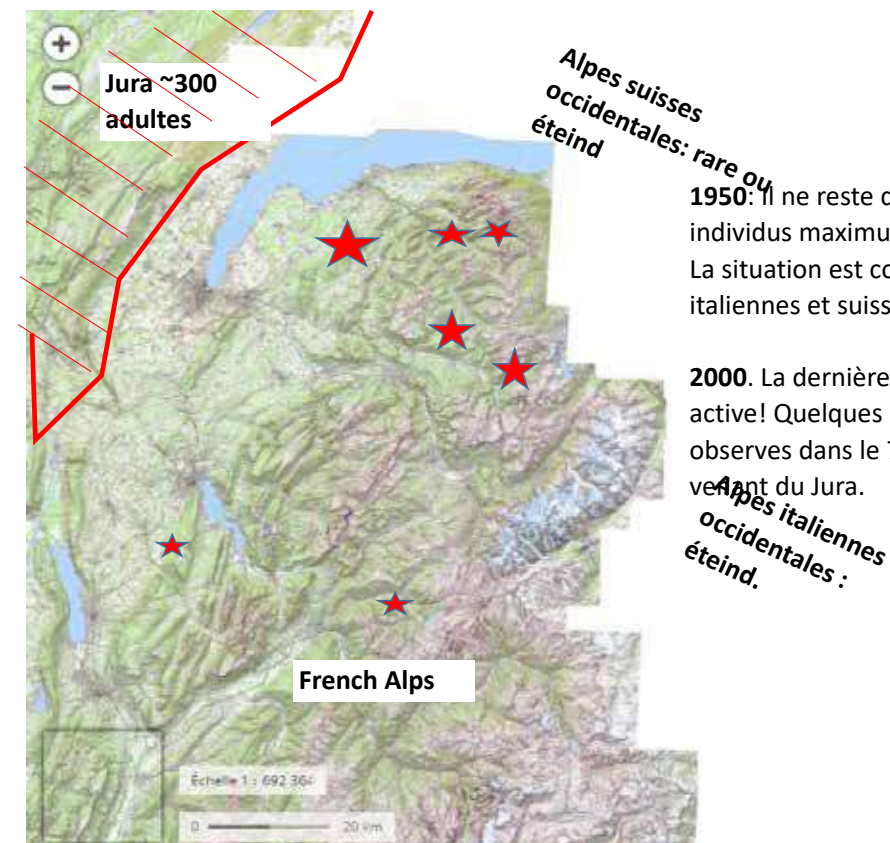 +
−
Jura ~300
adultes
Alpes suisses
occidentales: rare ou
éteind
1950: Il ne reste
individus maximu
La situation est co
italiennes et suiss
2000. La dernière
active! Quelques
observes dans le
venant du Jura.
Alpes italiennes
occidentales :
éteind.
French Alps
Échelle 1 : 692 364
0 20 km